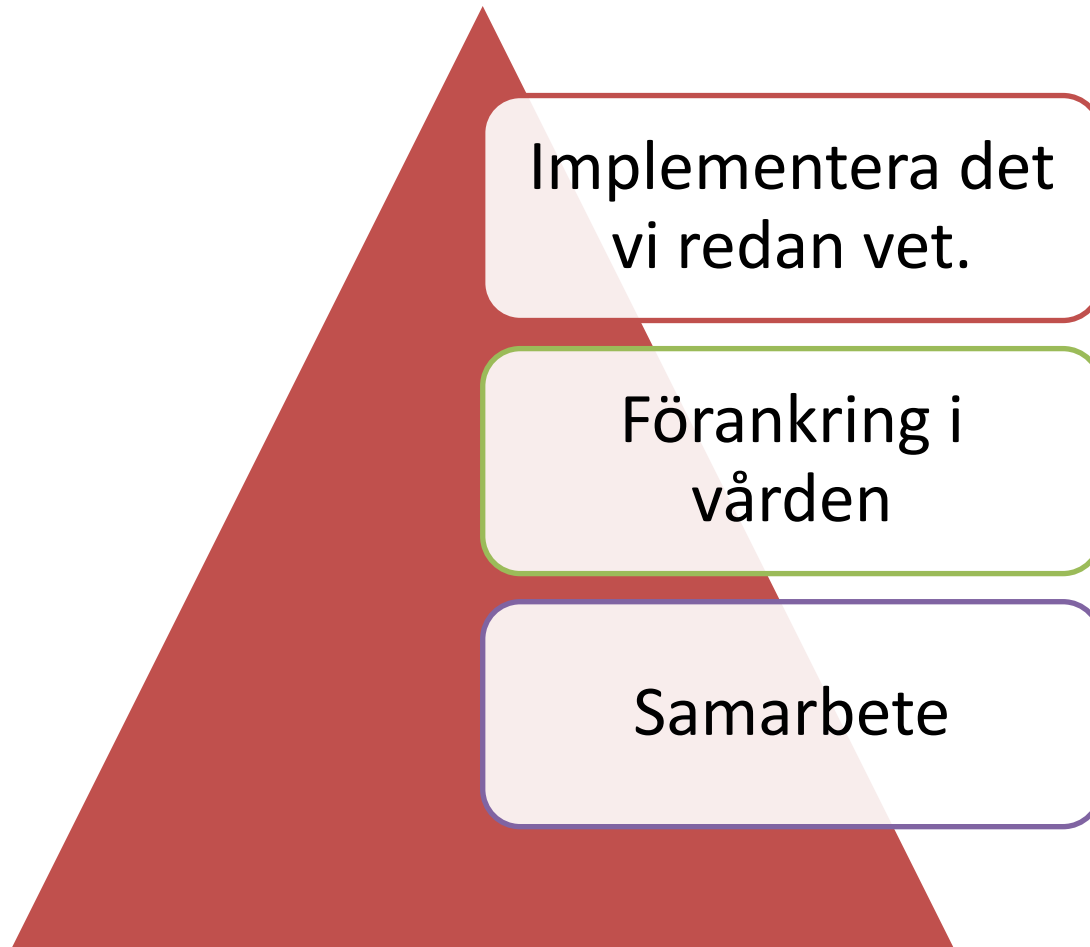 Implementera det
vi redan vet.
Förankring i
vården
Samarbete